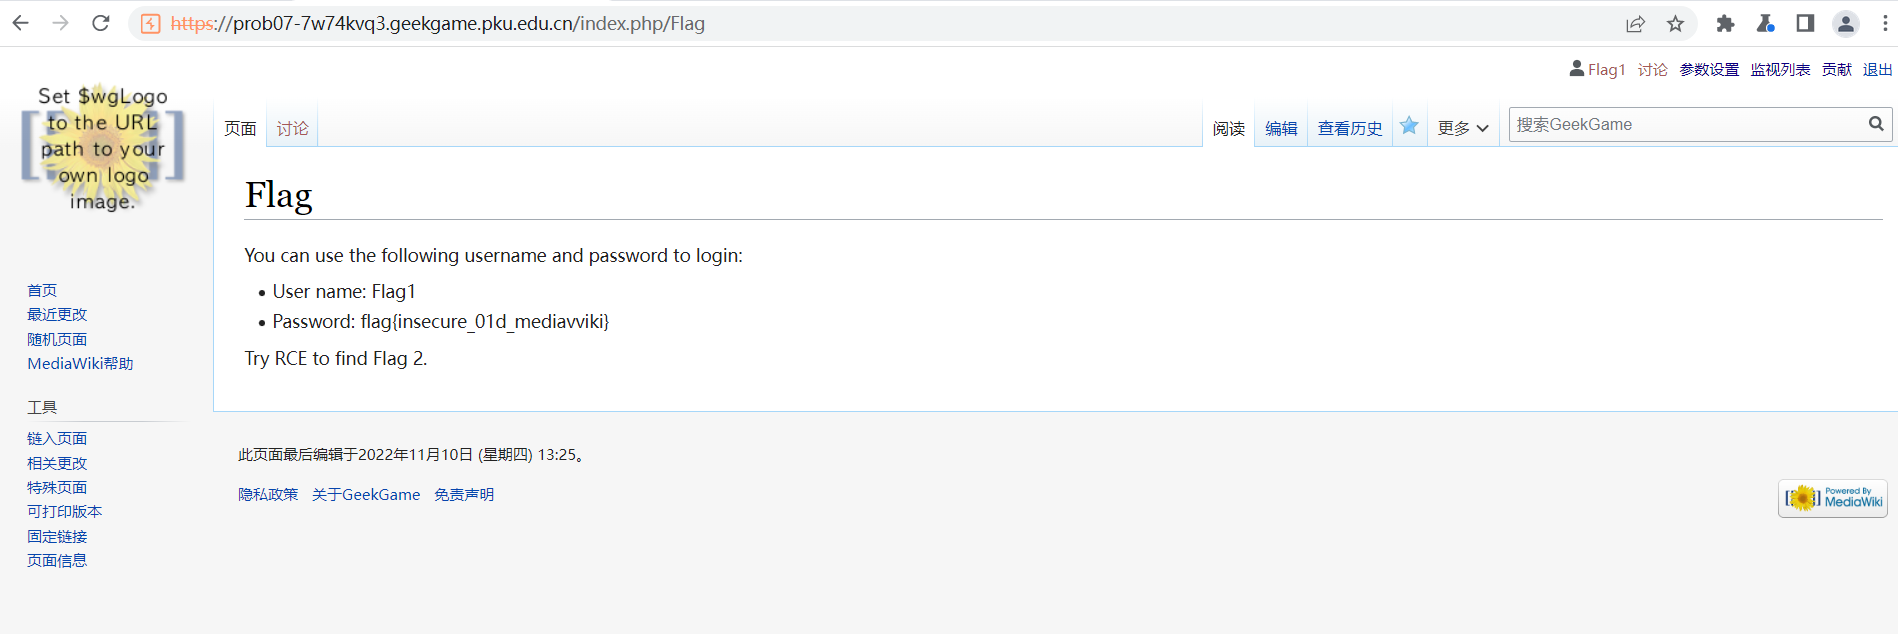 https://prob07-7w74kvq3.geekgame.pku.edu.cn/index.php/Flag
Flag1 讨论 参数设置 监视列表 贡献 退出
Set $wgLogo
to the URL
path to your
own logo
image.
页面 讨论 阅读 编辑 查看历史 更多 搜索GeekGame
Flag
You can use the following username and password to login:
• User name: Flag1
• Password: flag{insecure_01d_mediavviki}
Try RCE to find Flag 2.
首页
最近更改
随机页面
MediaWiki帮助
工具
链入页面
相关更改
特殊页面
可打印版本
固定链接
页面信息
此页面最后编辑于2022年11月10日 (星期四) 13:25。
隐私政策 关于GeekGame 免责声明
Powered By
MediaWiki